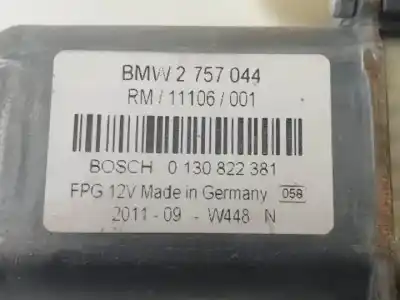 BMW 2 757 044
RM / 11106 / 001
BOSCH 0 130 822 381
FPG 12V Made in Germany 058
2011 - 09 - W448 N